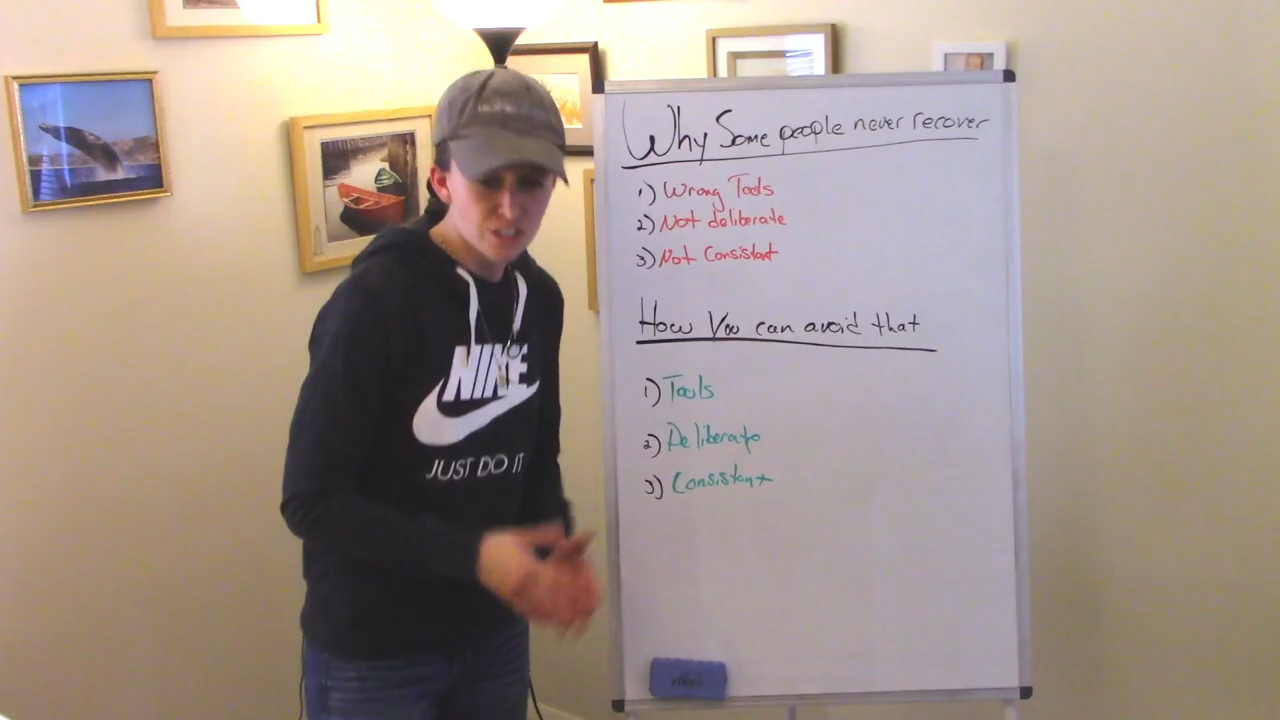 Why Some people never recover
1) Wrong Tools
2) Not deliberate
3) Not Consistant
How You can avoid that
1) Tools
2) Deliberate
3) Consistant
NIKE
JUST DO IT